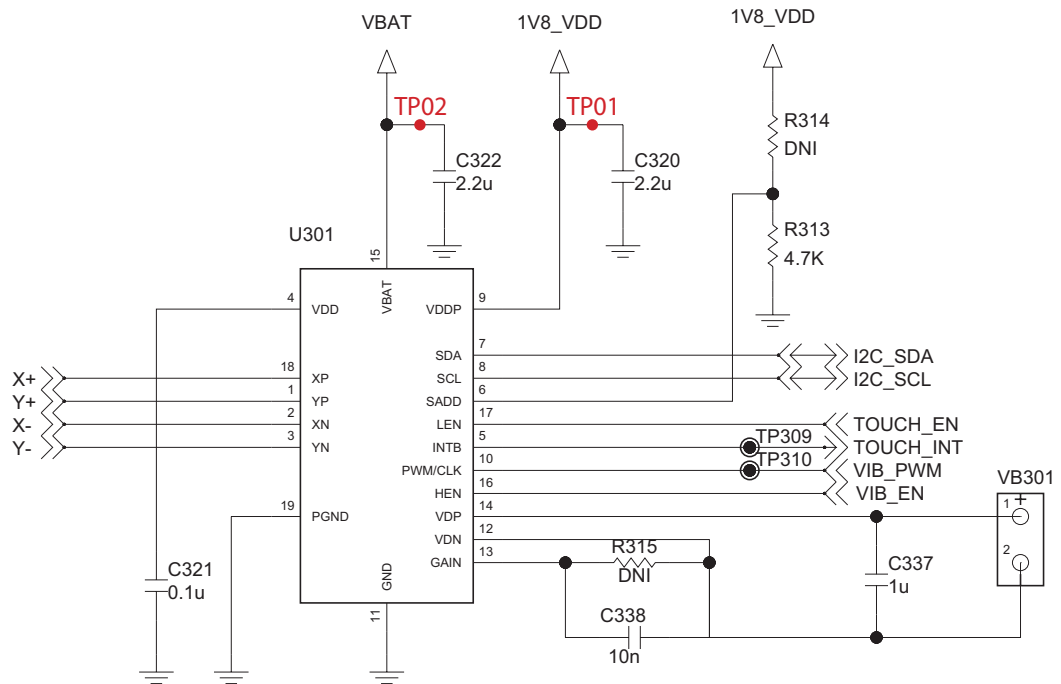 VBAT
1V8_VDD
1V8_VDD
TP02
TP01
R314
DNI
C322
2.2u
C320
2.2u
R313
4.7K
U301
15
VBAT
4
VDD
VDDP
9
SDA
7
I2C_SDA
X+
18
XP
SCL
8
I2C_SCL
Y+
1
YP
SADD
6
X-
2
XN
LEN
17
TOUCH_EN
Y-
3
YN
INTB
5
TP309
TOUCH_INT
PWM/CLK
10
TP310
VIB_PWM
HEN
16
VIB_EN
VB301
19
PGND
VDP
14
1
+
VDN
12
GAIN
13
R315
DNI
2
C321
0.1u
GND
11
C337
1u
C338
10n